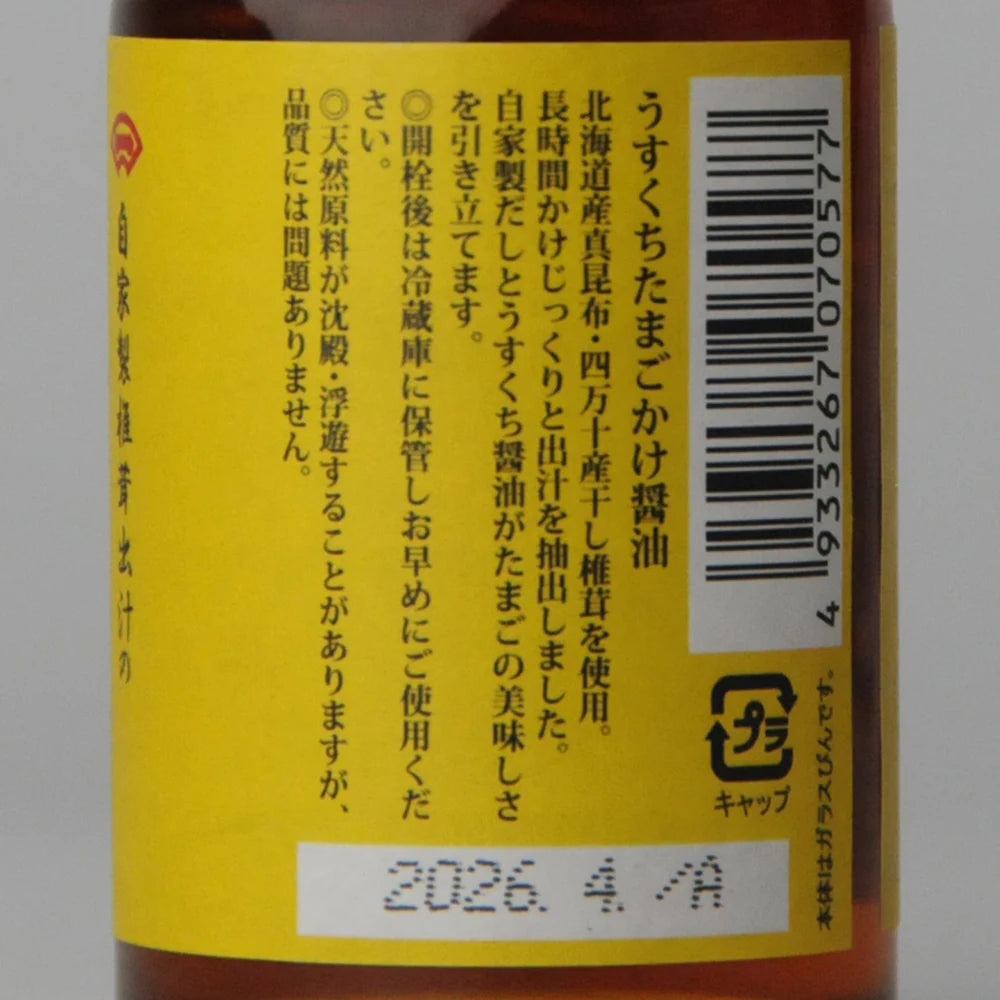 うすくちたまごかけ醤油
北海道産真昆布・四万十産干し椎茸を使用。
長時間かけじっくりと出汁を抽出しました。
自家製だしとうすくち醤油がたまごの美味しさ
を引き立てます。
◎開栓後は冷蔵庫に保管しお早めにご使用くだ
さい。
◎天然原料が沈殿・浮遊することがありますが、
品質には問題ありません。
自家製椎茸出汁の
4 933267 070577
プラ
キャップ
本体はガラスびんです。
2026. 4. /A